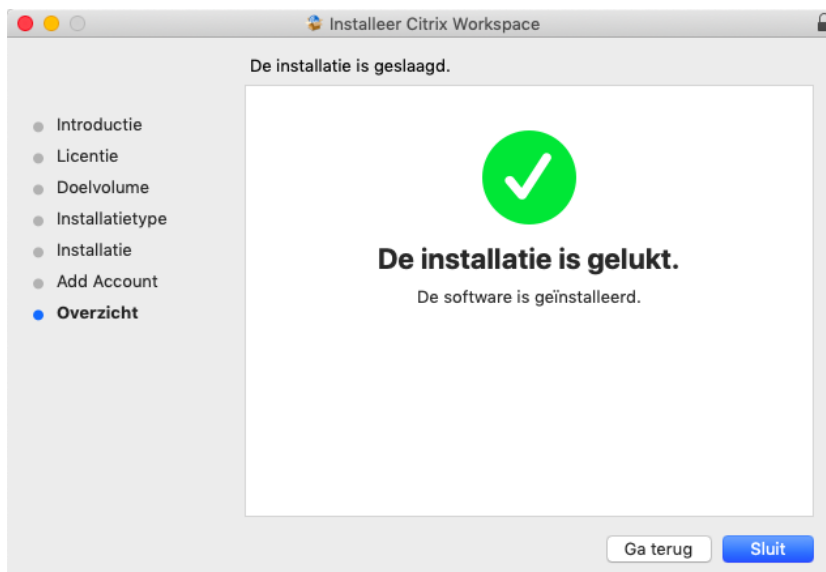 Installeer Citrix Workspace
De installatie is geslaagd.
Introductie
Licentie
Doelvolume
Installatietype
Installatie
Add Account
Overzicht
De installatie is gelukt.
De software is geïnstalleerd.
Ga terug
Sluit